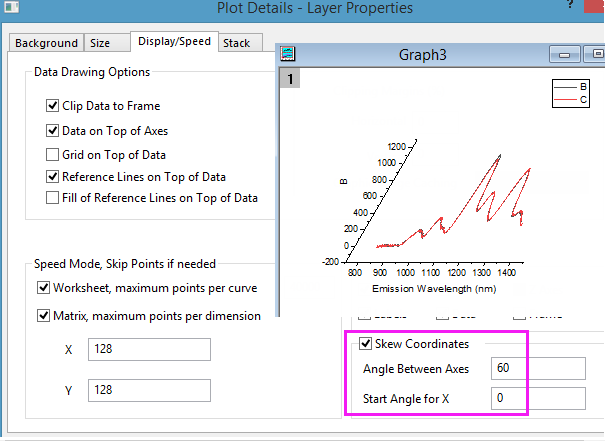 Plot Details - Layer Properties
?
Background
Size
Display/Speed
Stack
Data Drawing Options
Clip Data to Frame
Data on Top of Axes
Grid on Top of Data
Reference Lines on Top of Data
Fill of Reference Lines on Top of Data
Speed Mode, Skip Points if needed
Worksheet, maximum points per curve
Matrix, maximum points per dimension
X 128
Y 128
Graph3
1
B
C
1200
1000
800
600
400
200
0
-200
B
800 900 1000 1100 1200 1300 1400
Emission Wavelength (nm)
Skew Coordinates
Angle Between Axes 60
Start Angle for X 0